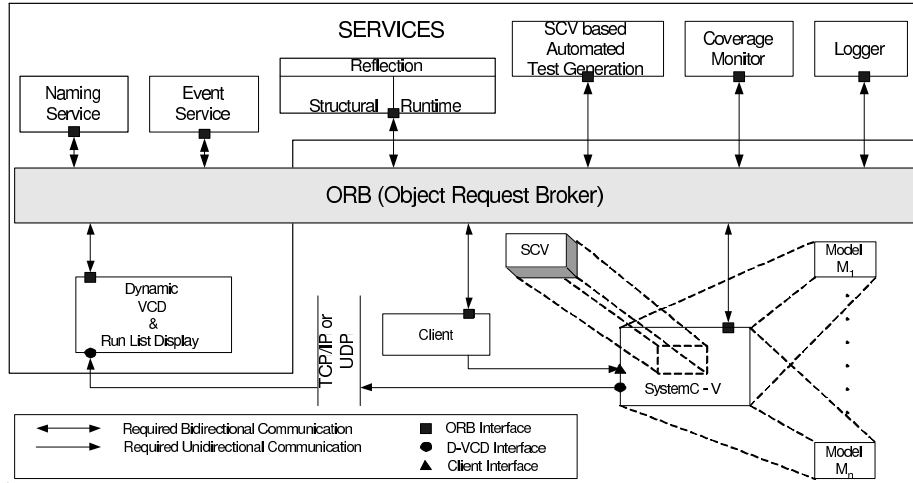 SERVICES
Naming
Service
Event
Service
Reflection
Structural
Runtime
SCV based
Automated
Test Generation
Coverage
Monitor
Logger
ORB (Object Request Broker)
Dynamic
VCD
&
Run List Display
TCP/IP or
UDP
Client
SCV
SystemC - V
Model
M1
Model
Mn
Required Bidirectional Communication
Required Unidirectional Communication
ORB Interface
D-VCD Interface
Client Interface